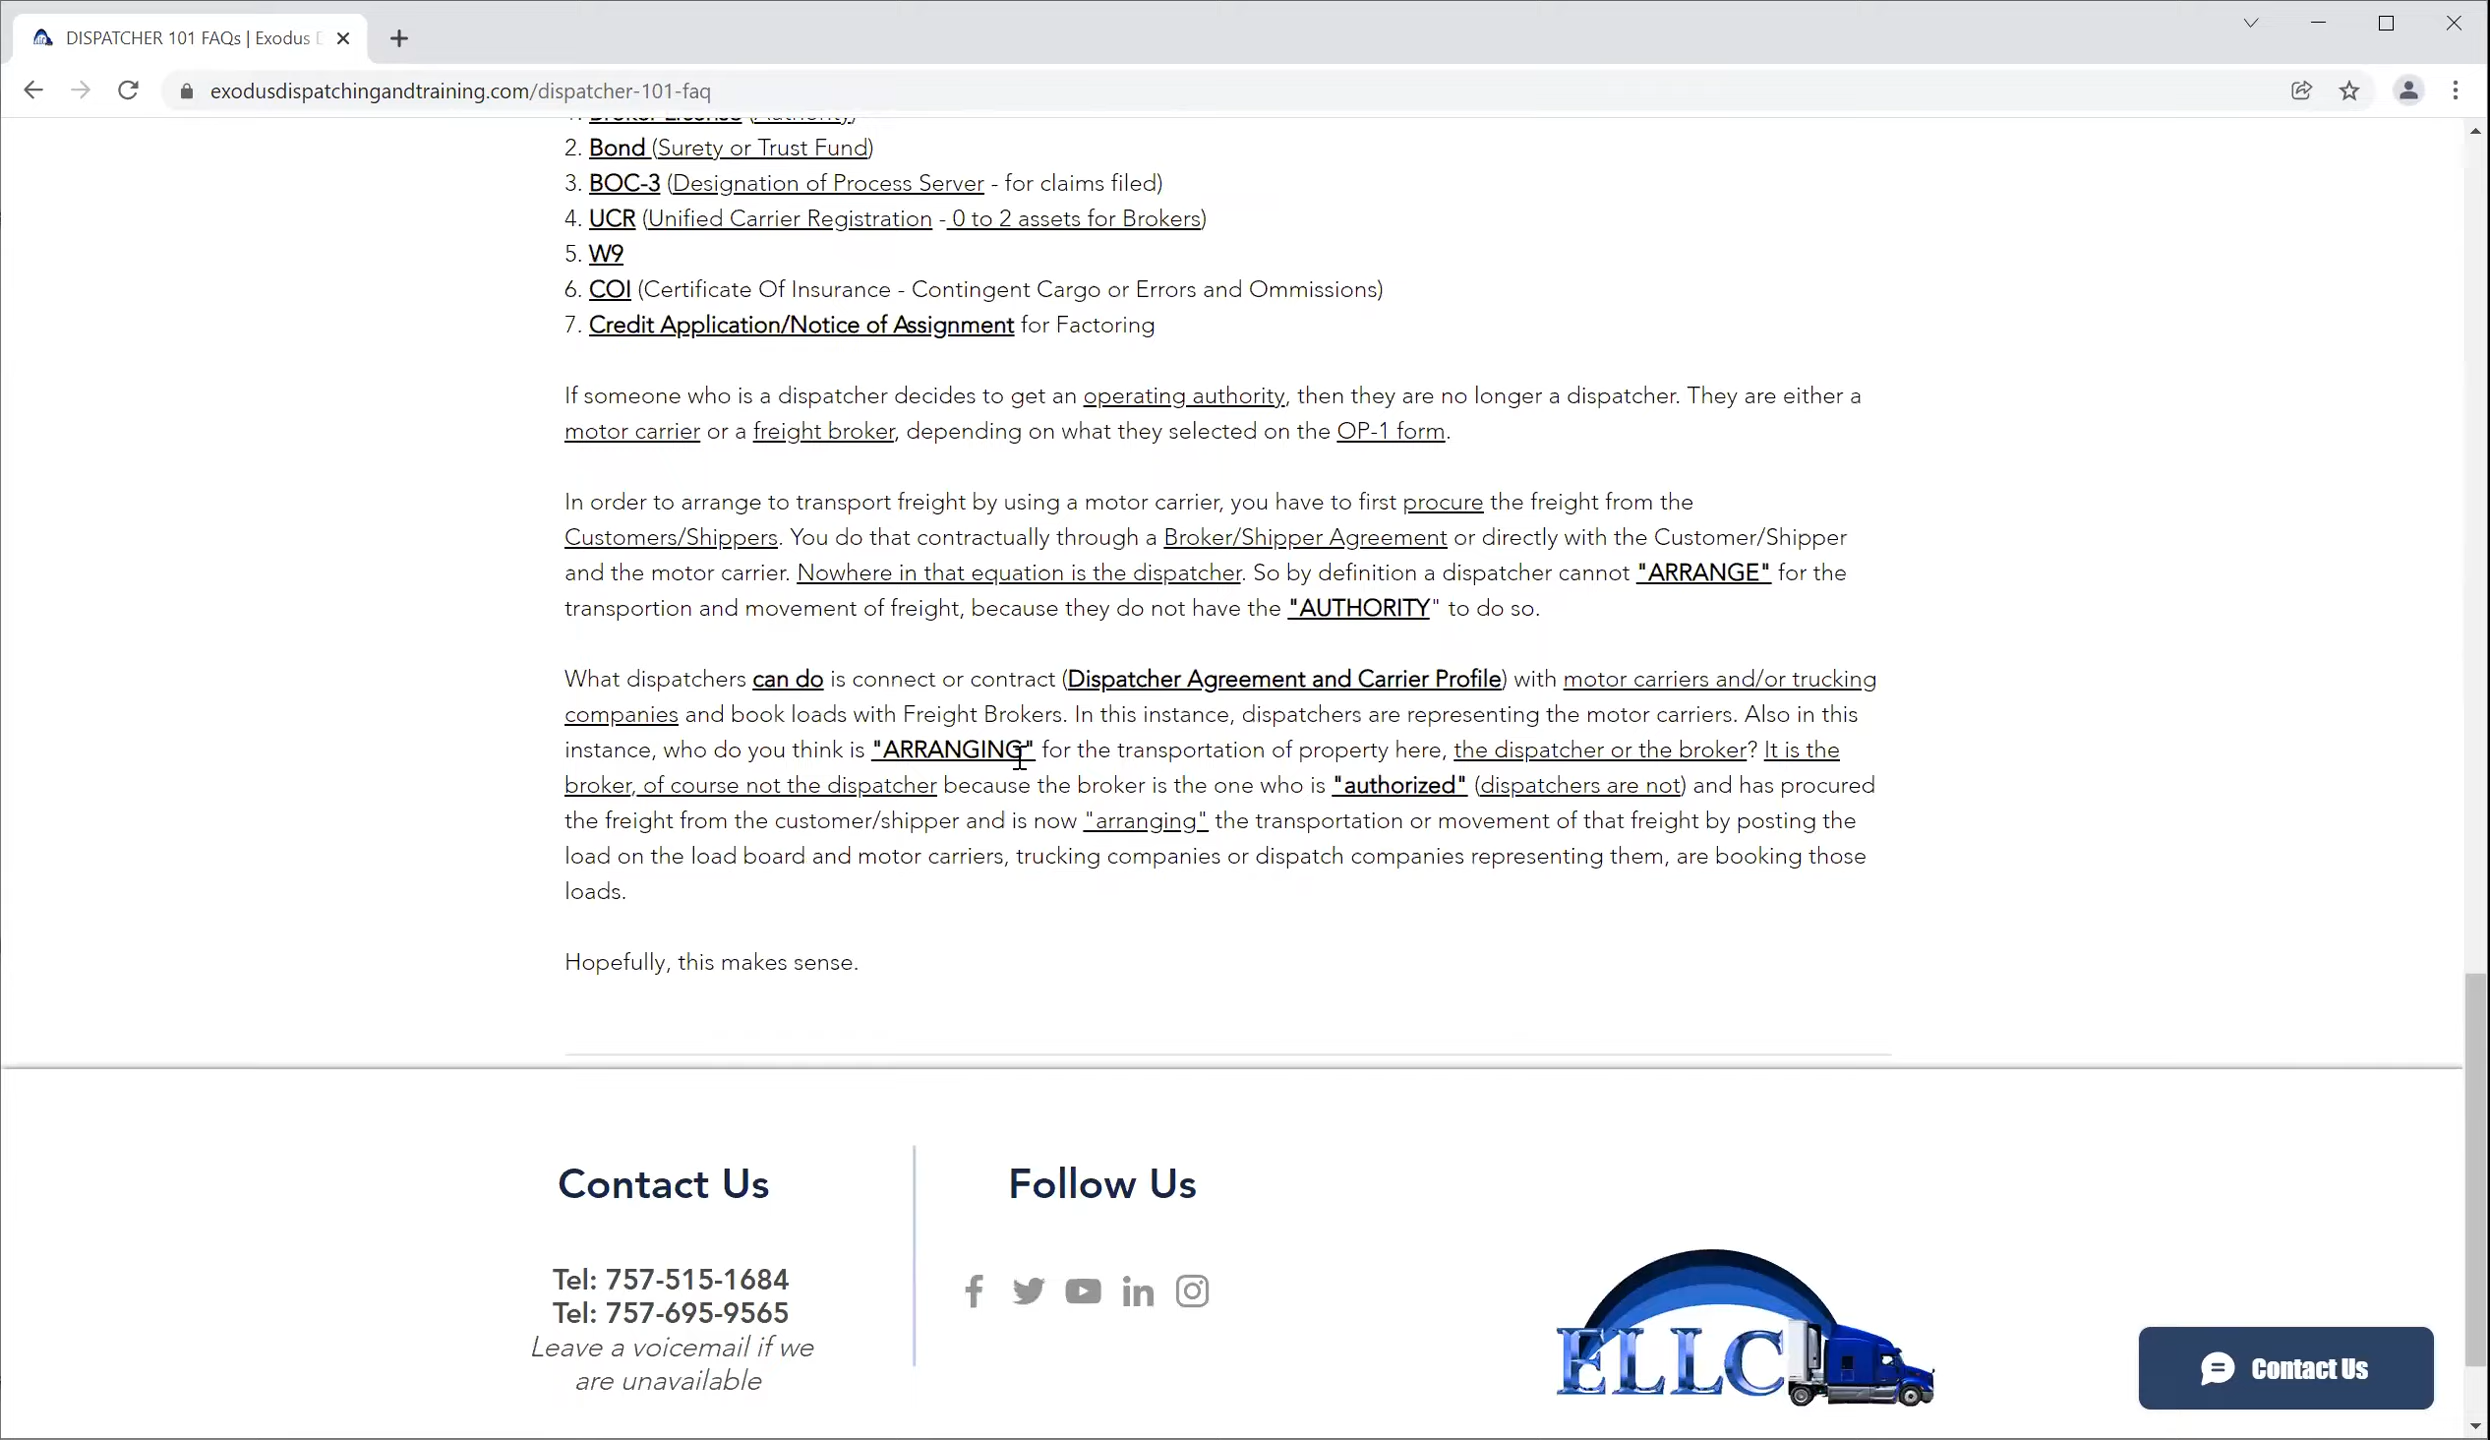 DISPATCHER 101 FAQs | Exodus
exodusdispatchingandtraining.com/dispatcher-101-faq
1. Broker License (Authority)
2. Bond (Surety or Trust Fund)
3. BOC-3 (Designation of Process Server - for claims filed)
4. UCR (Unified Carrier Registration - 0 to 2 assets for Brokers)
5. W9
6. COI (Certificate Of Insurance - Contingent Cargo or Errors and Ommissions)
7. Credit Application/Notice of Assignment for Factoring
If someone who is a dispatcher decides to get an operating authority, then they are no longer a dispatcher. They are either a
motor carrier or a freight broker, depending on what they selected on the OP-1 form.
In order to arrange to transport freight by using a motor carrier, you have to first procure the freight from the
Customers/Shippers. You do that contractually through a Broker/Shipper Agreement or directly with the Customer/Shipper
and the motor carrier. Nowhere in that equation is the dispatcher. So by definition a dispatcher cannot "ARRANGE" for the
transportion and movement of freight, because they do not have the "AUTHORITY" to do so.
What dispatchers can do is connect or contract (Dispatcher Agreement and Carrier Profile) with motor carriers and/or trucking
companies and book loads with Freight Brokers. In this instance, dispatchers are representing the motor carriers. Also in this
instance, who do you think is "ARRANGING" for the transportation of property here, the dispatcher or the broker? It is the
broker, of course not the dispatcher because the broker is the one who is "authorized" (dispatchers are not) and has procured
the freight from the customer/shipper and is now "arranging" the transportation or movement of that freight by posting the
load on the load board and motor carriers, trucking companies or dispatch companies representing them, are booking those
loads.
Hopefully, this makes sense.
Contact Us
Tel: 757-515-1684
Tel: 757-695-9565
Leave a voicemail if we
are unavailable
Follow Us
ELLC
Contact Us